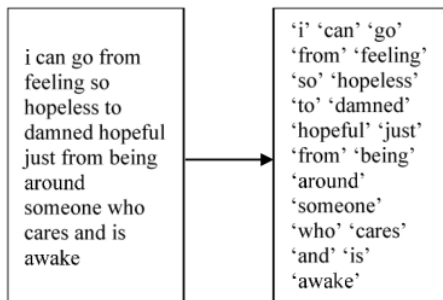 i can go from
feeling so
hopeless to
damned hopeful
just from being
around
someone who
cares and is
awake
‘i’ ‘can’ ‘go’
‘from’ ‘feeling’
‘so’ ‘hopeless’
‘to’ ‘damned’
‘hopeful’ ‘just’
‘from’ ‘being’
‘around’
‘someone’
‘who’ ‘cares’
‘and’ ‘is’
‘awake’